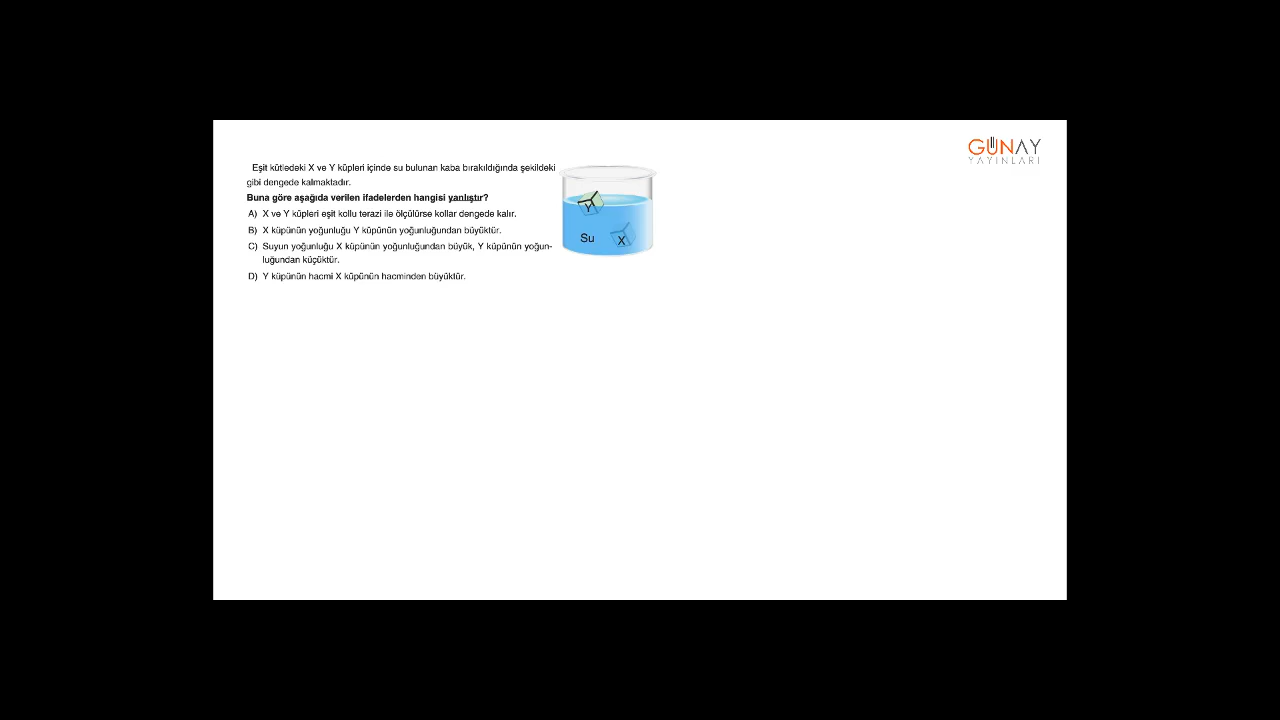 GÜNAY
YAYINLARI
Eşit kütledeki X ve Y küpleri içinde su bulunan kaba bırakıldığında şekildeki
gibi dengede kalmaktadır.
Buna göre aşağıda verilen ifadelerden hangisi yanlıştır?
A) X ve Y küpleri eşit kollu terazi ile ölçülürse kollar dengede kalır.
B) X küpünün yoğunluğu Y küpünün yoğunluğundan büyüktür.
C) Suyun yoğunluğu X küpünün yoğunluğundan büyük, Y küpünün yoğun-
luğundan küçüktür.
D) Y küpünün hacmi X küpünün hacminden büyüktür.
Y
Su
X